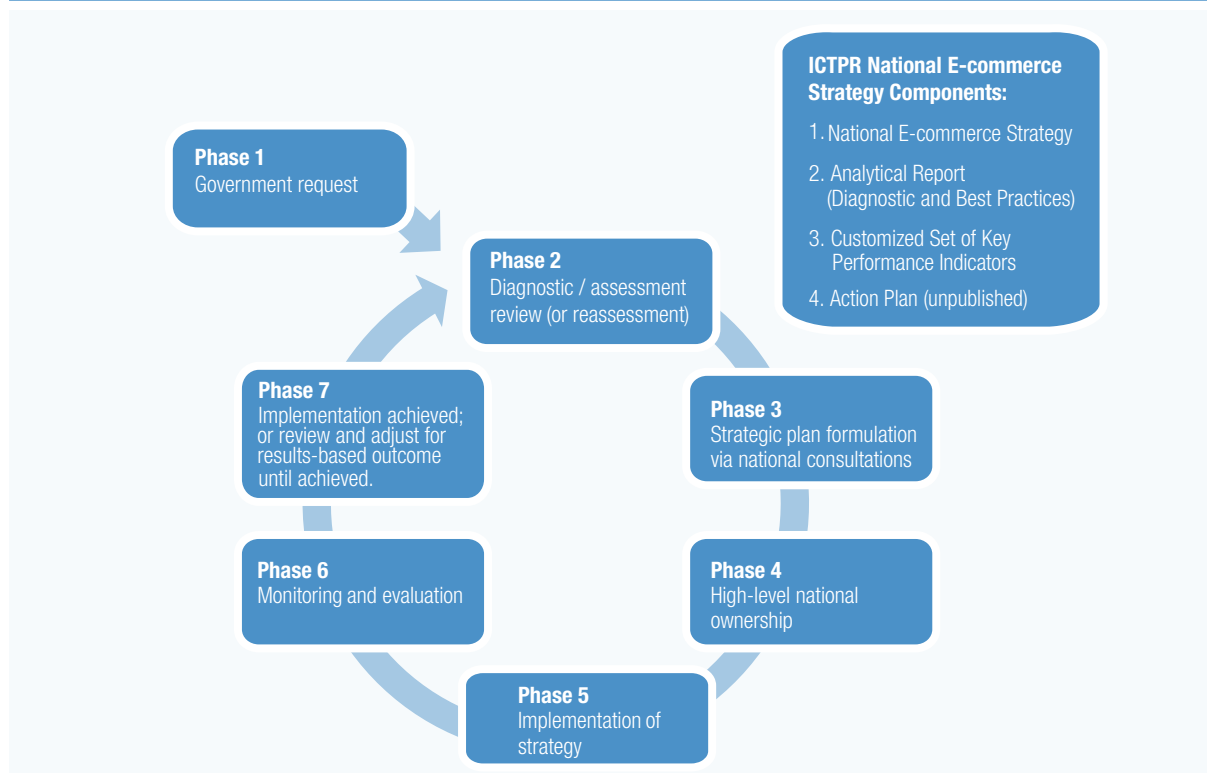 ICTPR National E-commerce
Strategy Components:
1. National E-commerce Strategy
2. Analytical Report
(Diagnostic and Best Practices)
3. Customized Set of Key
Performance Indicators
4. Action Plan (unpublished)
Phase 1
Government request
Phase 2
Diagnostic / assessment
review (or reassessment)
Phase 3
Strategic plan formulation
via national consultations
Phase 4
High-level national
ownership
Phase 5
Implementation of
strategy
Phase 6
Monitoring and evaluation
Phase 7
Implementation achieved;
or review and adjust for
results-based outcome
until achieved.